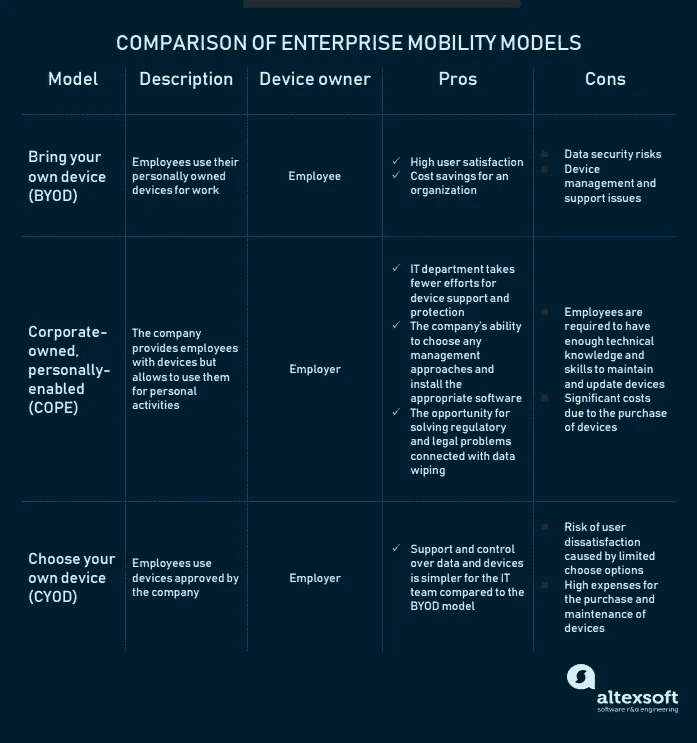 COMPARISON OF ENTERPRISE MOBILITY MODELS
Model
Description
Device owner
Pros
Cons
Bring your
own device
(BYOD)
Employees use their
personally owned
devices for work
Employee
✓ High user satisfaction
✓ Cost savings for an
organization
Data security risks
Device
management and
support issues
Corporate-
owned,
personally-
enabled
(COPE)
The company
provides employees
with devices but
allows to use them
for personal
activities
Employer
✓ IT department takes
fewer efforts for
device support and
protection
✓ The company's ability
to choose any
management
approaches and
install the
appropriate software
✓ The opportunity for
solving regulatory
and legal problems
connected with data
wiping
Employees are
required to have
enough technical
knowledge and
skills to maintain
and update devices
Significant costs
due to the purchase
of devices
Choose your
own device
(CYOD)
Employees use
devices approved by
the company
Employer
✓ Support and control
over data and devices
is simpler for the IT
team compared to the
BYOD model
Risk of user
dissatisfaction
caused by limited
choose options
High expenses for
the purchase and
maintenance of
devices
altexsoft
software r&d engineering